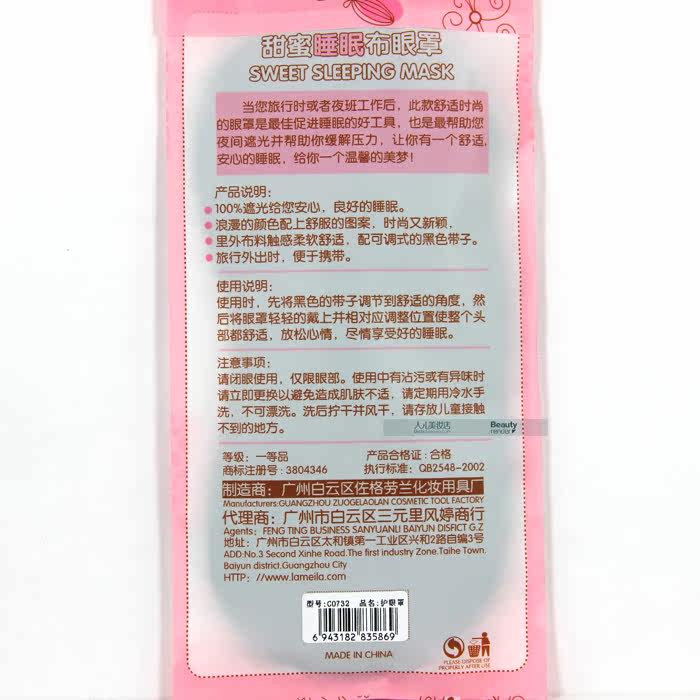 甜蜜睡眠布眼罩
SWEET SLEEPING MASK
当您旅行时或者夜班工作后，此款舒适时尚
的眼罩是最佳促进睡眠的好工具，也是最帮助您
夜间遮光并帮助你缓解压力，让你有一个舒适，
安心的睡眠，给你一个温馨的美梦！
产品说明：
100%遮光给您安心，良好的睡眠。
浪漫的颜色配上舒服的图案，时尚又新颖，
里外布料触感柔软舒适，配可调式的黑色带子。
旅行外出时，便于携带。
使用说明：
使用时，先将黑色的带子调节到舒适的角度，然
后将眼罩轻轻的戴上并相对应调整位置使整个头
部都舒适，放松心情，尽情享受好的睡眠。
注意事项：
请闭眼使用，仅限眼部。使用中有沾污或有异味时
请立即更换以避免造成肌肤不适，请定期用冷水手
洗，不可漂洗。洗后拧干并风干，请存放儿童接触
不到的地方。
人儿美妆店
Beauty
等级：一等品 产品合格证：合格
商标注册号：3804346 执行标准：QB2548-2002
制造商：广州白云区佐格劳兰化妆用具厂
Manufacturers:GUANGZHOU ZUOGELAOLAN COSMETIC TOOL FACTORY
代理商：广州市白云区三元里风婷商行
Agents：FENG TING BUSINESS SANYUANLI BAIYUN DISFICT G.Z
地址：广州市白云区太和镇第一工业区兴和2路自编3号
ADD:No.3 Second Xinhe Road.The first industry Zone.Taihe Town.
Baiyun district.Guangzhou City
HTTP：//www.lameila.com
型号:C0732 品名:护眼罩
6 943182 835869
MADE IN CHINA
PLEASE DISPOSE OF
PROPERLY AFTER USE